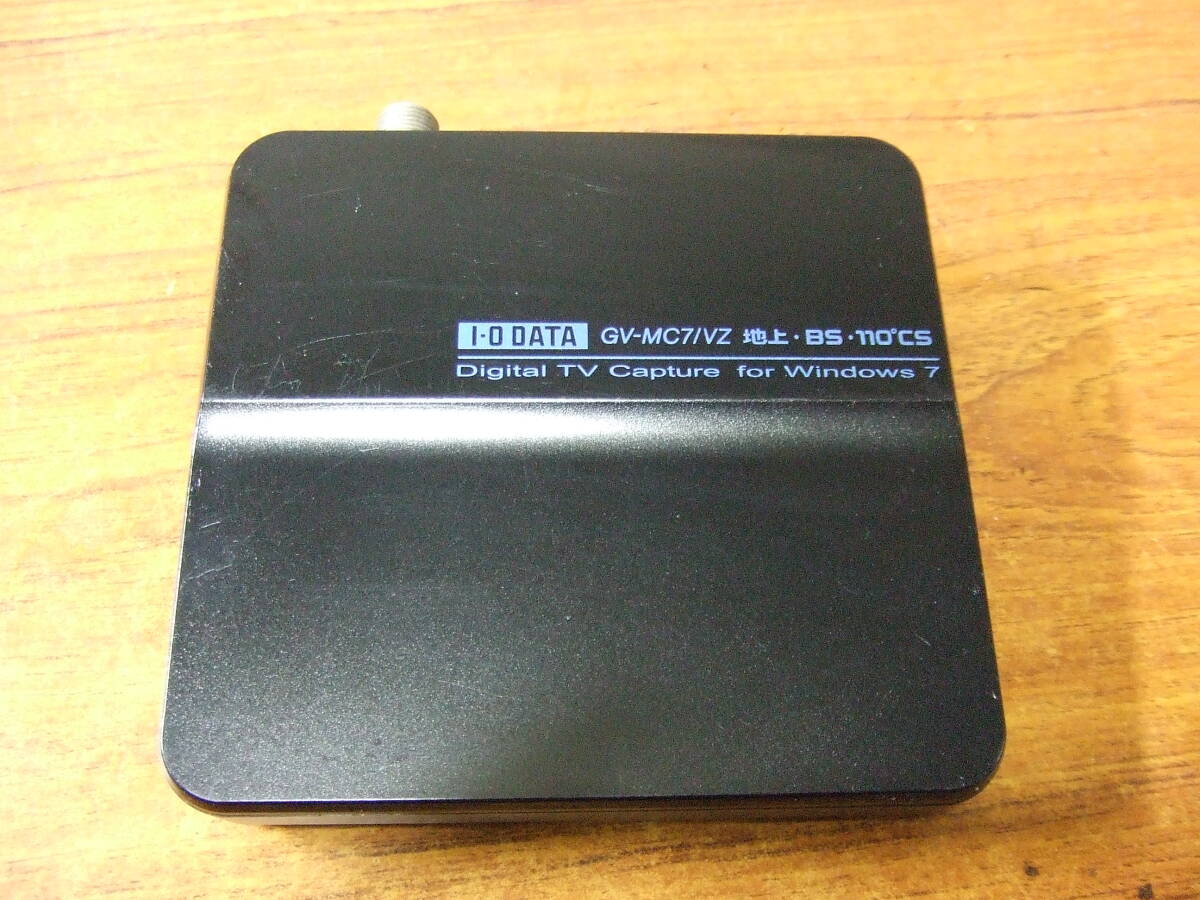 I-O DATA GV-MC7/VZ 地上・BS・110°CS
Digital TV Capture for Windows 7